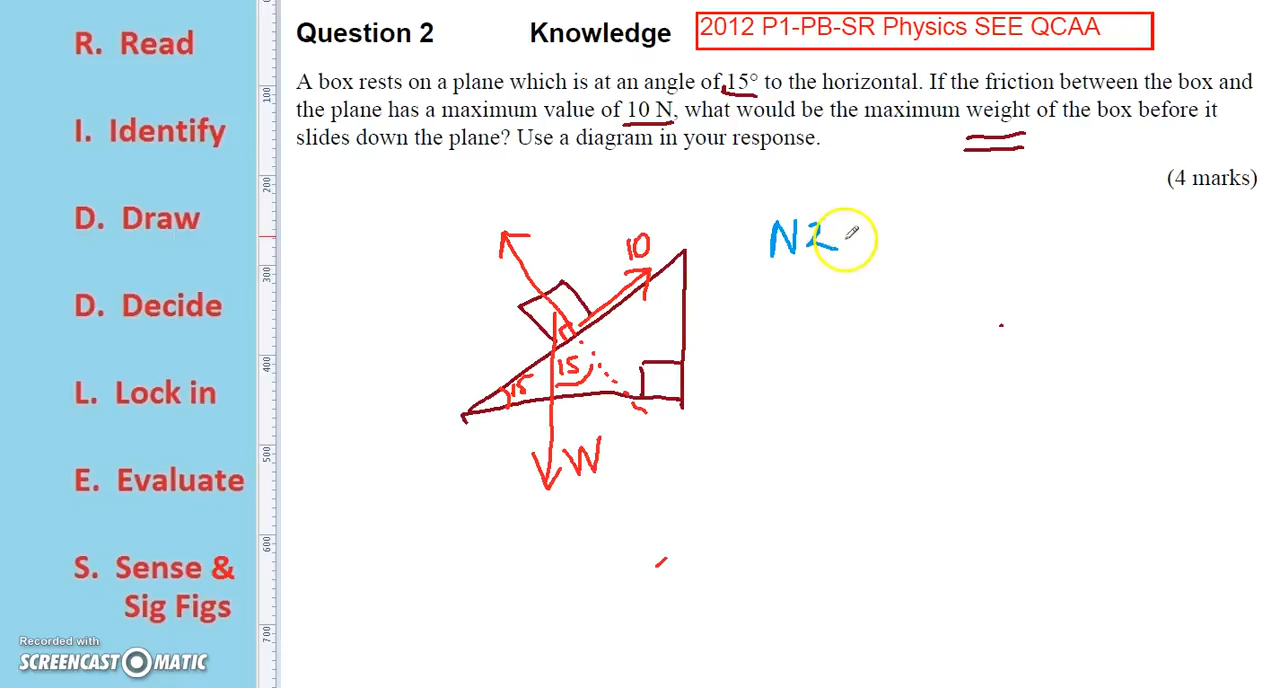 R. Read
I. Identify
D. Draw
D. Decide
L. Lock in
E. Evaluate
S. Sense &
Sig Figs
Recorded with
SCREENCAST MATIC
0
100
200
300
400
500
600
700
Question 2 Knowledge 2012 P1-PB-SR Physics SEE QCAA
A box rests on a plane which is at an angle of 15° to the horizontal. If the friction between the box and
the plane has a maximum value of 10 N, what would be the maximum weight of the box before it
slides down the plane? Use a diagram in your response.
(4 marks)
N2
10
15
15
W